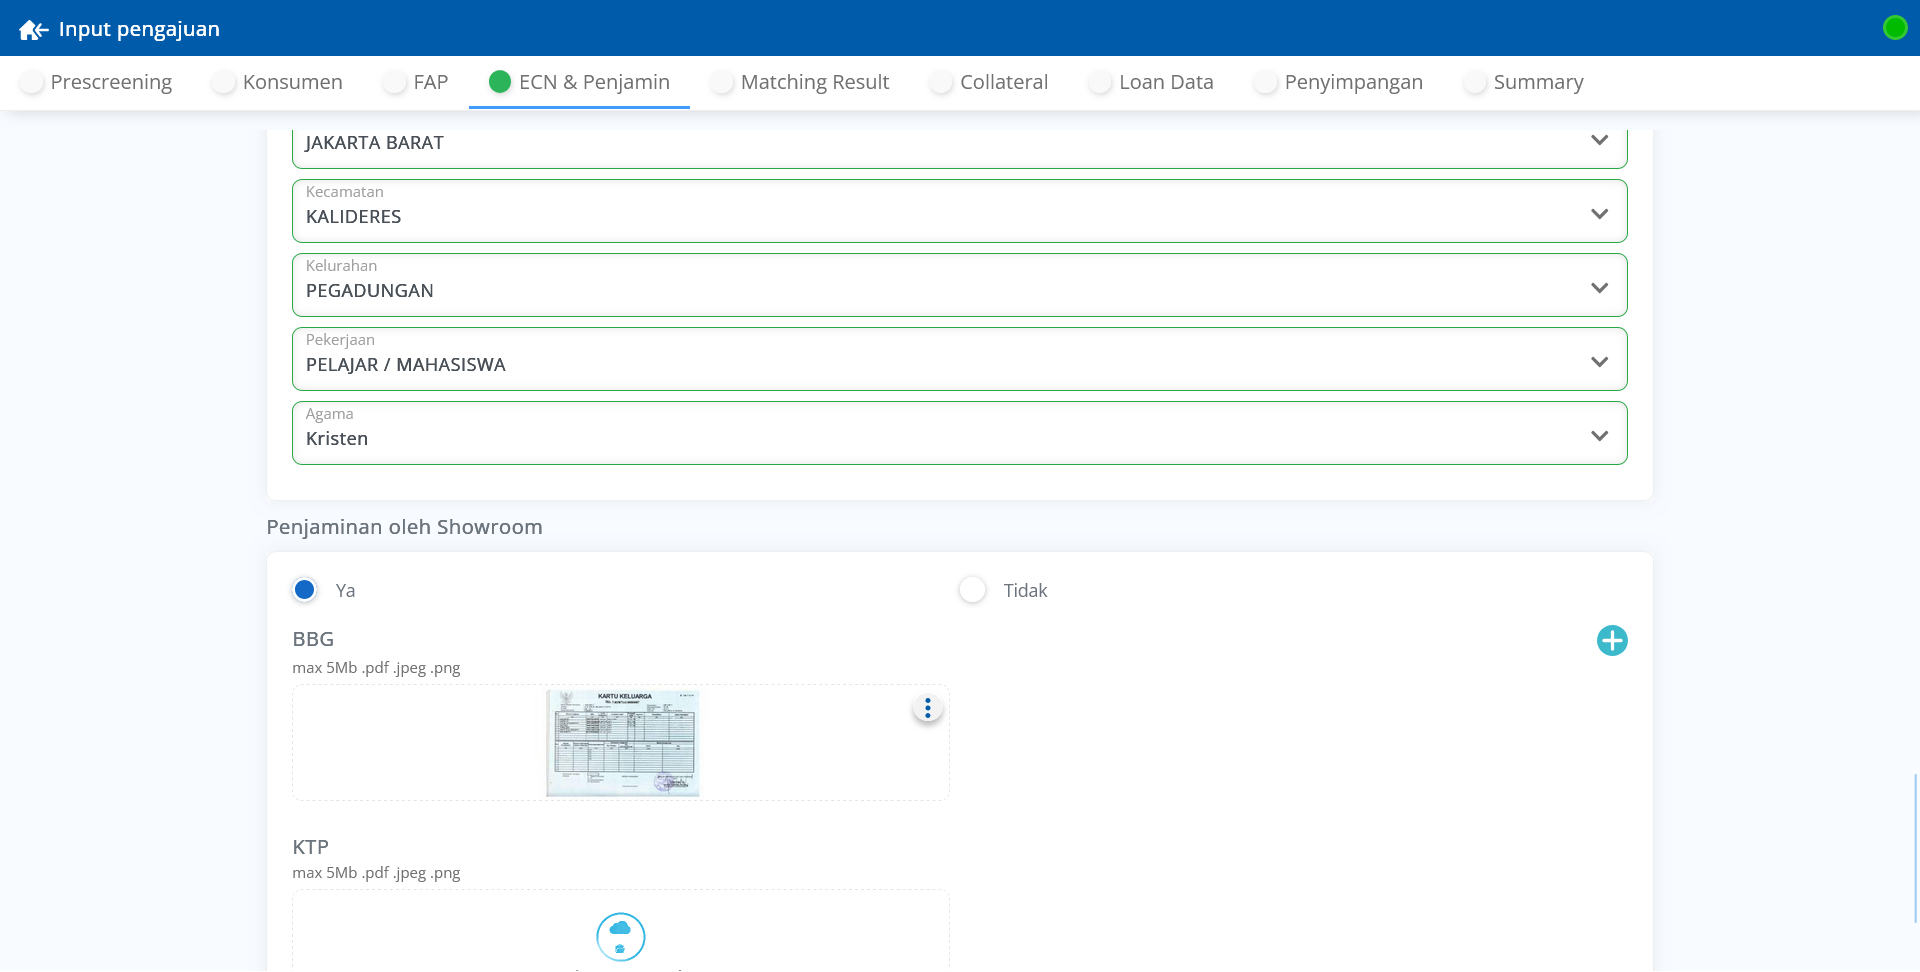 Input pengajuan
Prescreening Konsumen FAP ECN & Penjamin Matching Result Collateral Loan Data Penyimpangan Summary
JAKARTA BARAT
Kecamatan
KALIDERES
Kelurahan
PEGADUNGAN
Pekerjaan
PELAJAR / MAHASISWA
Agama
Kristen
Penjaminan oleh Showroom
Ya Tidak
BBG
max 5Mb .pdf .jpeg .png
KARTU KELUARGA
KTP
max 5Mb .pdf .jpeg .png